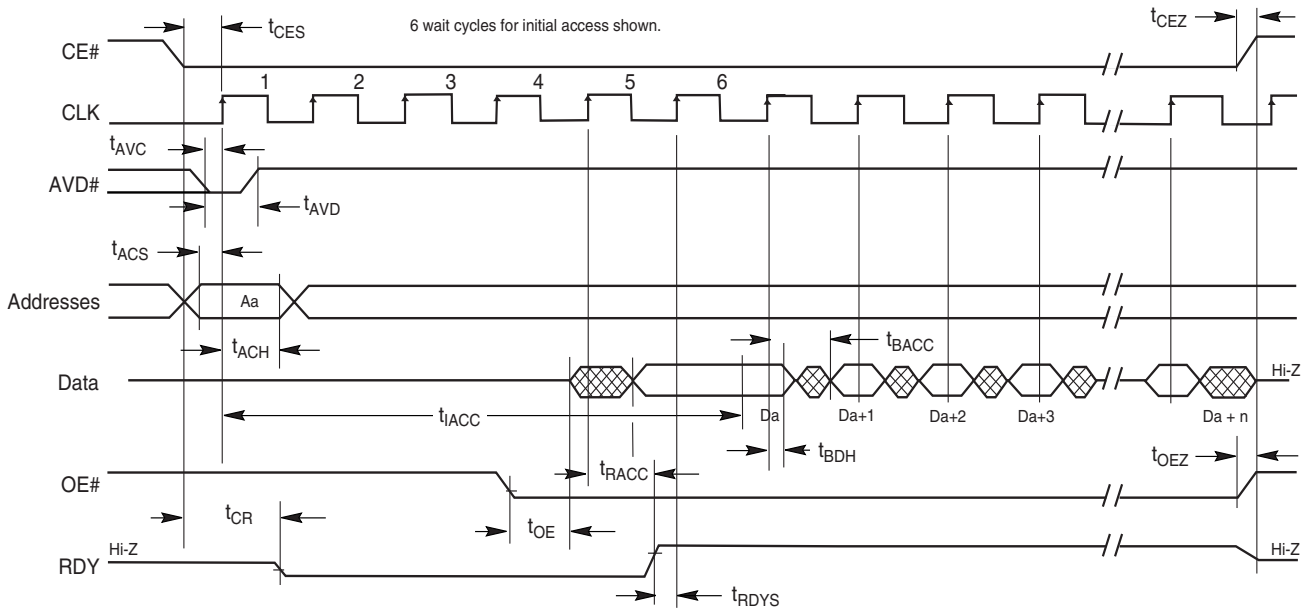 tCES
6 wait cycles for initial access shown.
tCEZ
CE#
1 2 3 4 5 6
CLK
tAVC
AVD#
tAVD
tACS
Addresses
Aa
tACH
tBACC
Data
Hi-Z
tIACC
Da
Da+1
Da+2
Da+3
Da + n
tBDH
tRACC
tOEZ
OE#
tCR
tOE
Hi-Z
Hi-Z
RDY
tRDYS